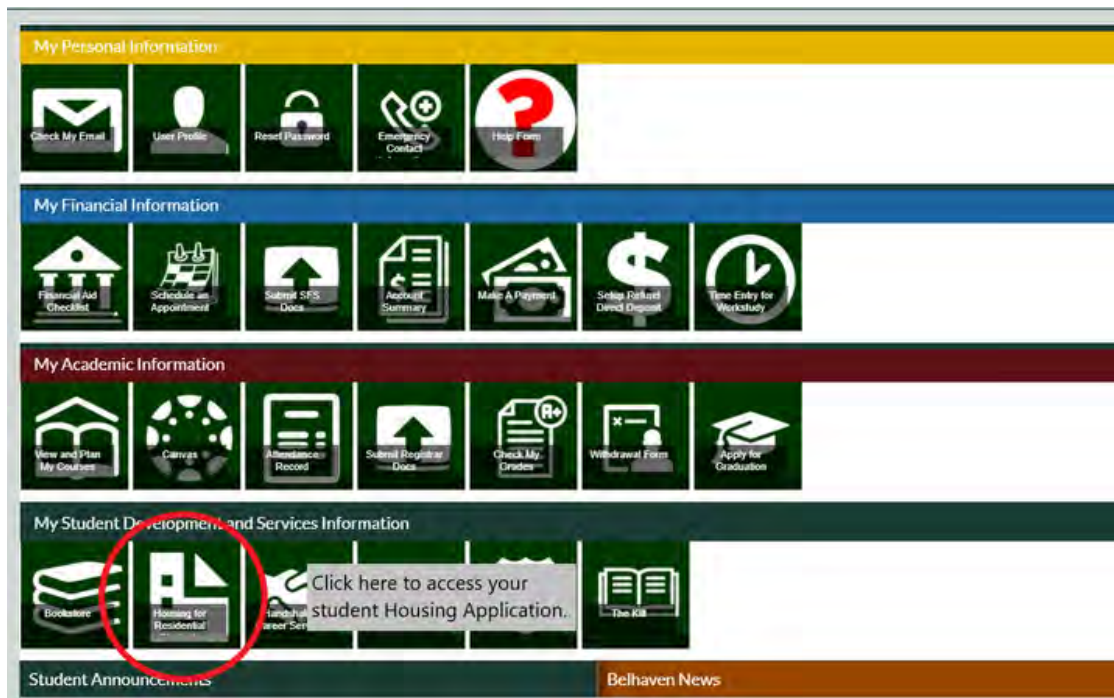 My Personal Information
Check My Email
User Profile
Reset Password
Emergency
Contact
Help Form
My Financial Information
Financial Aid
Checklist
Schedule an
Appointment
Submit SFS
Docs
Account
Summary
Make A Payment
Setup Refund
Direct Deposit
Time Entry for
Workstudy
My Academic Information
View and Plan
My Courses
Canvas
Attendance
Record
Submit Registrar
Docs
Check My
Grades
Withdrawal Form
Apply for
Graduation
My Student Development and Services Information
Bookstore
Housing for
Residential
Click here to access your
student Housing Application.
The Kiln
Student Announcements
Belhaven News